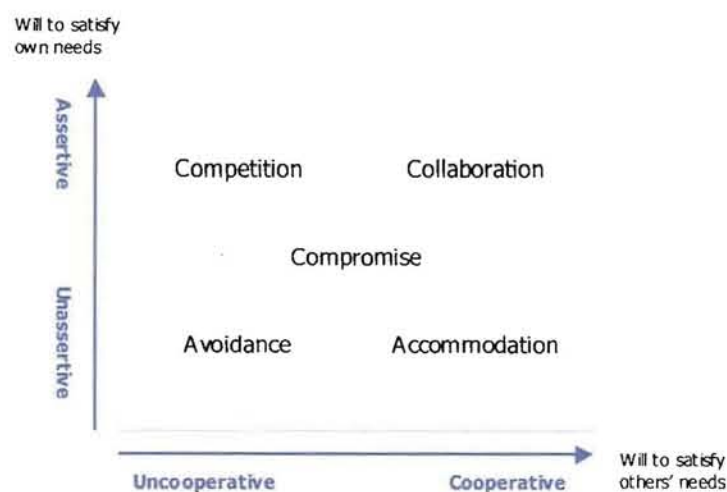 Will to satisfy
own needs
Assertive
Competition Collaboration
Compromise
Unassertive
Avoidance Accommodation
Will to satisfy
others' needs
Uncooperative Cooperative